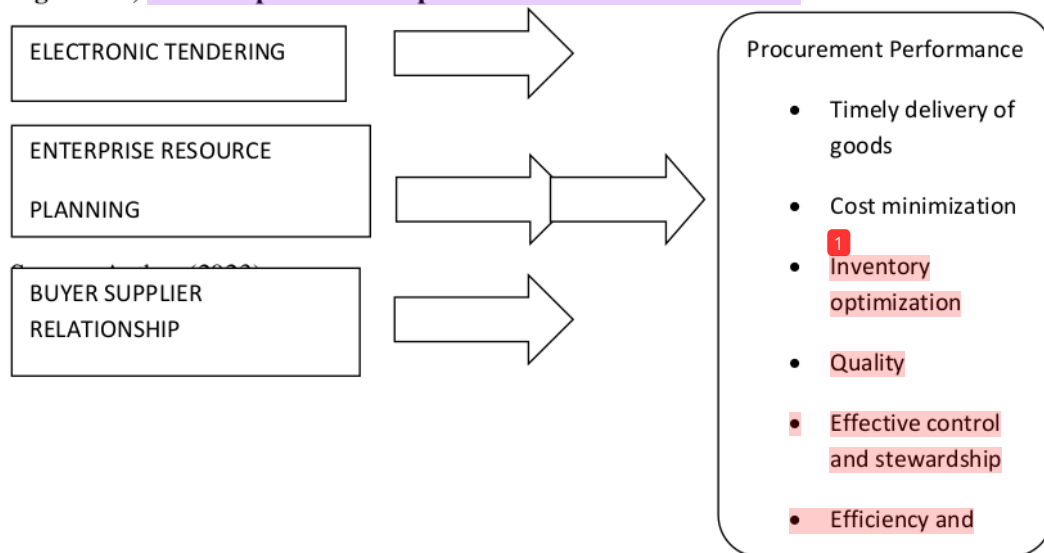 ELECTRONIC TENDERING
ENTERPRISE RESOURCE
PLANNING
BUYER SUPPLIER
RELATIONSHIP
Procurement Performance
• Timely delivery of
goods
• Cost minimization
1
• Inventory
optimization
• Quality
• Effective control
and stewardship
• Efficiency and